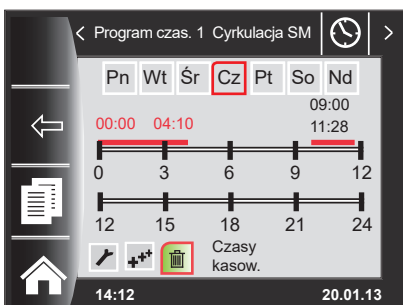 < Program czas. 1 Cyrkulacja SM >
Pn Wt Śr Cz Pt So Nd
09:00
00:00 04:10 11:28
0 3 6 9 12
12 15 18 21 24
Czasy
kasow.
14:12 20.01.13